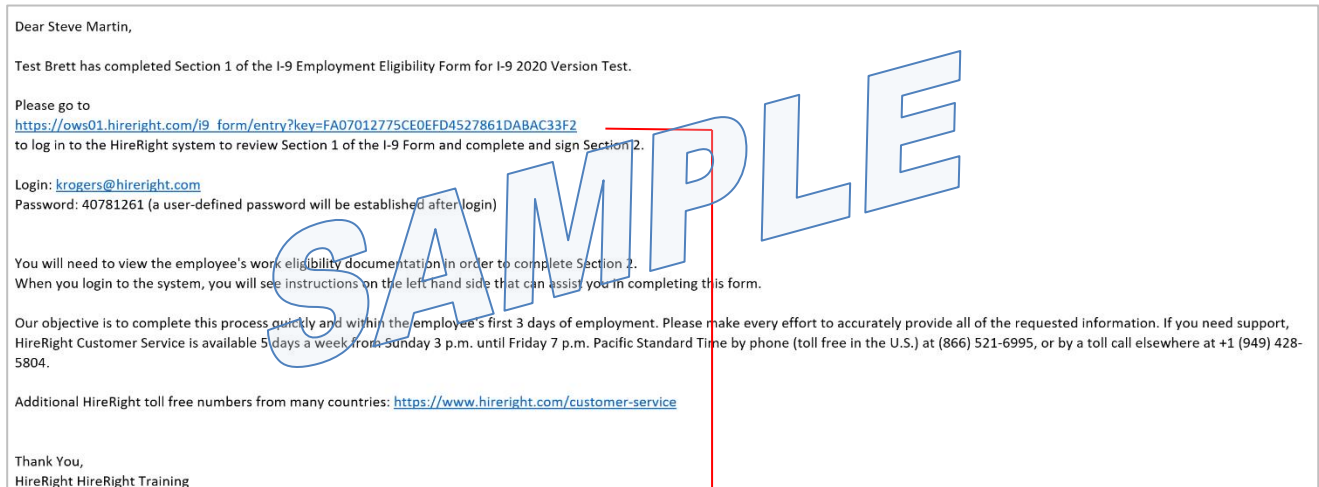 Dear Steve Martin,
Test Brett has completed Section 1 of the I-9 Employment Eligibility Form for I-9 2020 Version Test.
Please go to
https://ows01.hireright.com/i9_form/entry?key=FA07012775CE0EFD4527861DABAC33F2
to log in to the HireRight system to review Section 1 of the I-9 Form and complete and sign Section 2.
Login: krogers@hireright.com
Password: 40781261 (a user-defined password will be established after login)
SAMPLE
You will need to view the employee's work eligibility documentation in order to complete Section 2.
When you login to the system, you will see instructions on the left hand side that can assist you in completing this form.
Our objective is to complete this process quickly and within the employee's first 3 days of employment. Please make every effort to accurately provide all of the requested information. If you need support,
HireRight Customer Service is available 5 days a week from Sunday 3 p.m. until Friday 7 p.m. Pacific Standard Time by phone (toll free in the U.S.) at (866) 521-6995, or by a toll call elsewhere at +1 (949) 428-
5804.
Additional HireRight toll free numbers from many countries: https://www.hireright.com/customer-service
Thank You,
HireRight HireRight Training